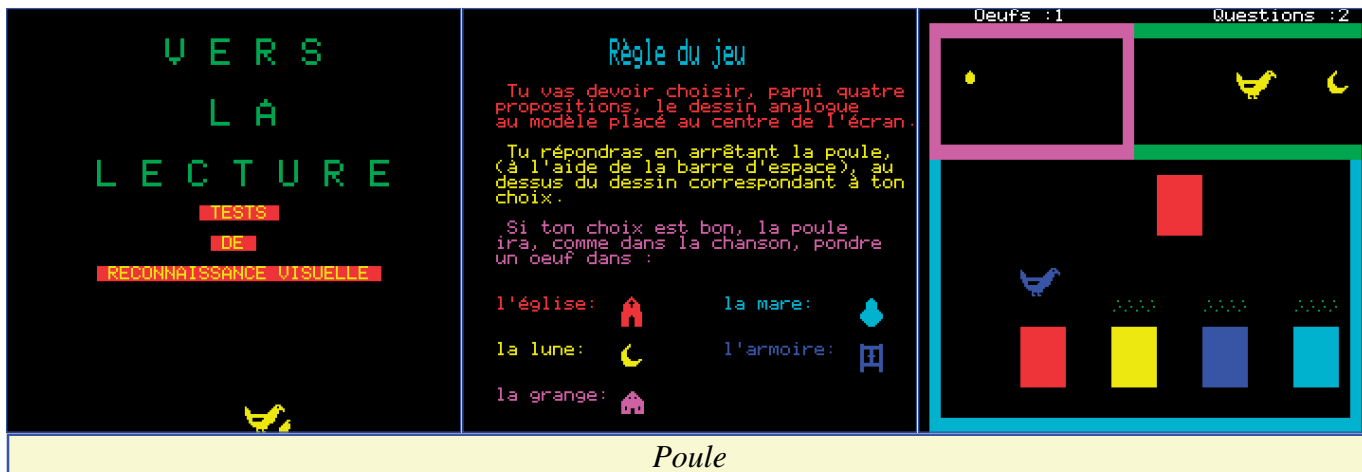 V E R S
L A
L E C T U R E
TESTS
DE
RECONNAISSANCE VISUELLE
Règle du jeu
Tu vas devoir choisir, parmi quatre
propositions, le dessin analogue
au modèle placé au centre de l'écran.
Tu répondras en arrêtant la poule,
(à l'aide de la barre d'espace), au
dessus du dessin correspondant à ton
choix.
Si ton choix est bon, la poule
ira, comme dans la chanson, pondre
un oeuf dans :
l'église: la mare:
la lune: l'armoire:
la grange:
Oeufs :1 Questions :2
Poule